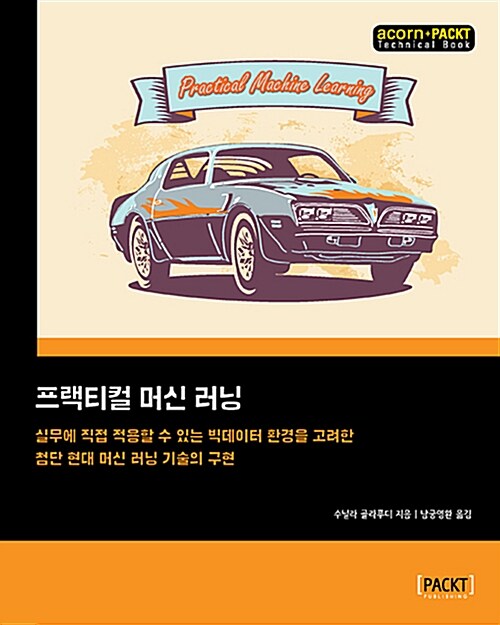 acorn+PACKT
Technical Book
Practical Machine Learning
프랙티컬 머신 러닝
실무에 직접 적용할 수 있는 빅데이터 환경을 고려한
첨단 현대 머신 러닝 기술의 구현
수닐라 골라푸디 지음 | 남궁영환 옮김
[PACKT]
PUBLISHING